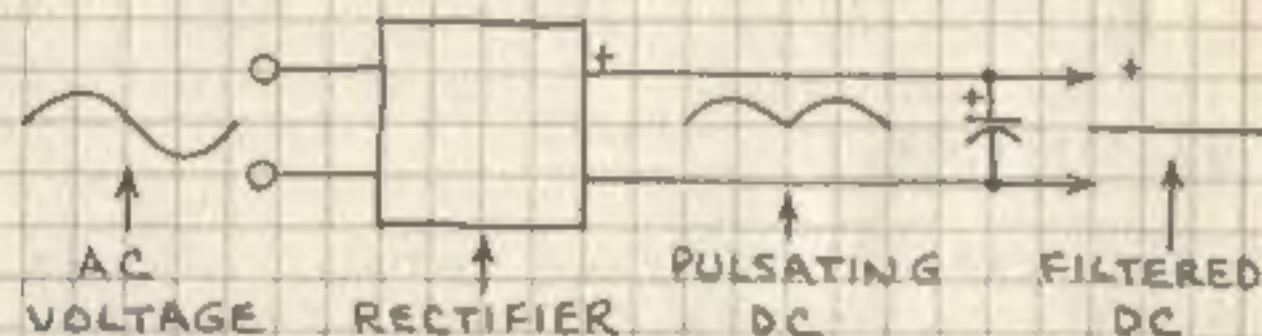 + +
+
AC PULSATING FILTERED
VOLTAGE RECTIFIER DC DC